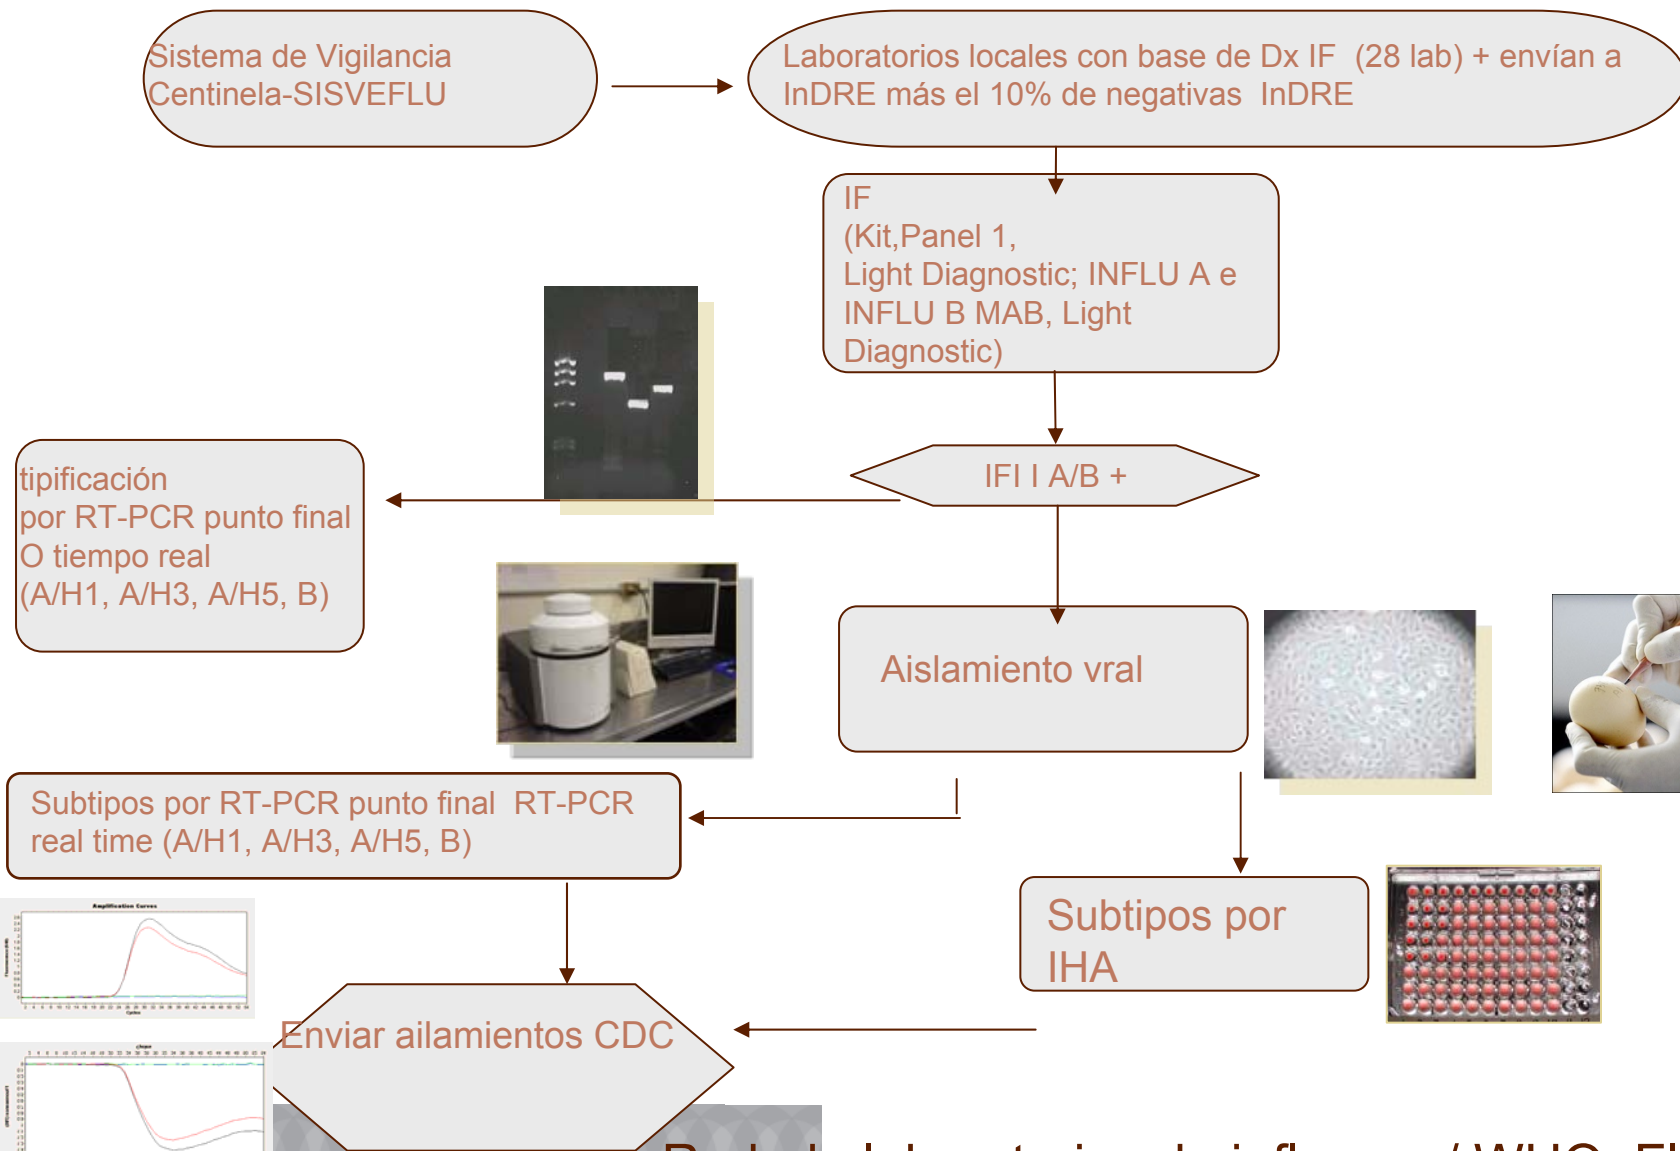 Sistema de Vigilancia
Centinela-SISVEFLU
Laboratorios locales con base de Dx IF (28 lab) + envían a
InDRE más el 10% de negativas InDRE
IF
(Kit,Panel 1,
Light Diagnostic; INFLU A e
INFLU B MAB, Light
Diagnostic)
IFI I A/B +
tipificación
por RT-PCR punto final
O tiempo real
(A/H1, A/H3, A/H5, B)
Aislamiento vral
Subtipos por RT-PCR punto final RT-PCR
real time (A/H1, A/H3, A/H5, B)
Subtipos por
IHA
Amplification Curves
Cycles
Enviar ailamientos CDC